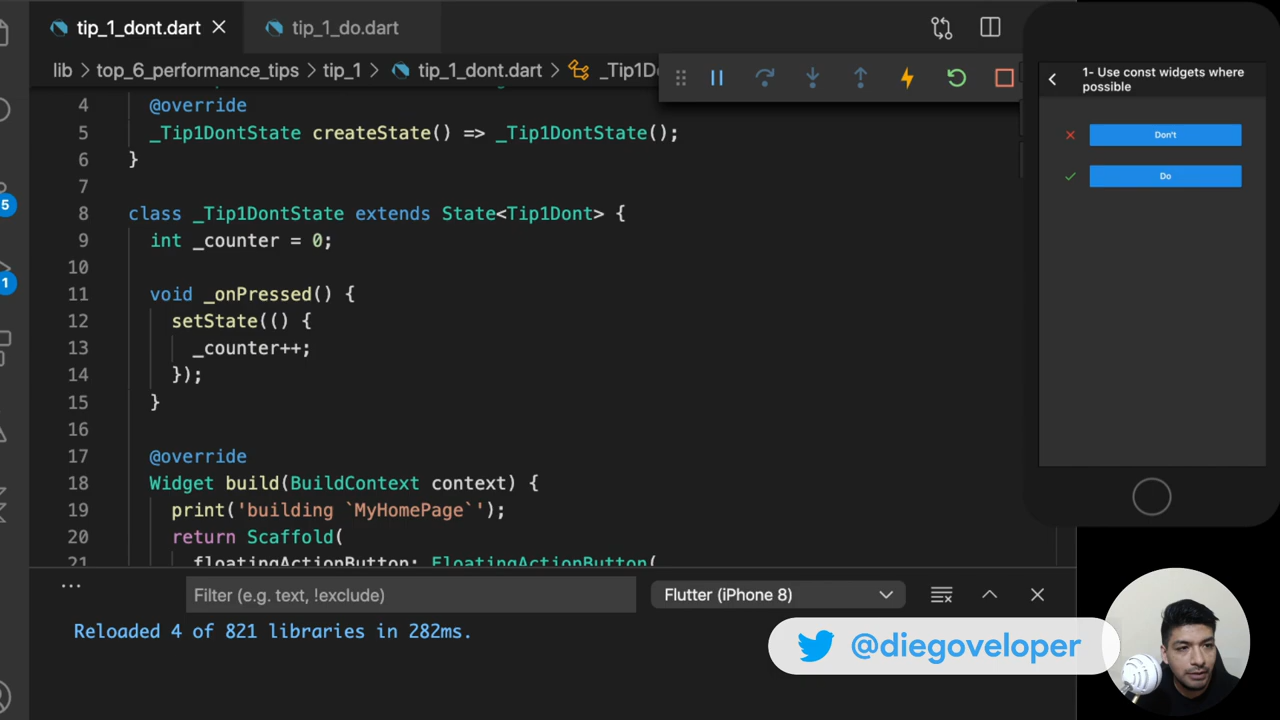 tip_1_dont.dart
tip_1_do.dart
lib > top_6_performance_tips > tip_1 > tip_1_dont.dart > _Tip1D
4 @override
5 _Tip1DontState createState() => _Tip1DontState();
6 }
7
8 class _Tip1DontState extends State<Tip1Dont> {
9 int _counter = 0;
10
11 void _onPressed() {
12 setState(() {
13 _counter++;
14 });
15 }
16
17 @override
18 Widget build(BuildContext context) {
19 print('building `MyHomePage`');
20 return Scaffold(
21 floatingActionButton: FloatingActionButton(
5
1
1- Use const widgets where
possible
Don't
Do
Filter (e.g. text, !exclude)
Flutter (iPhone 8)
Reloaded 4 of 821 libraries in 282ms.
@diegoveloper